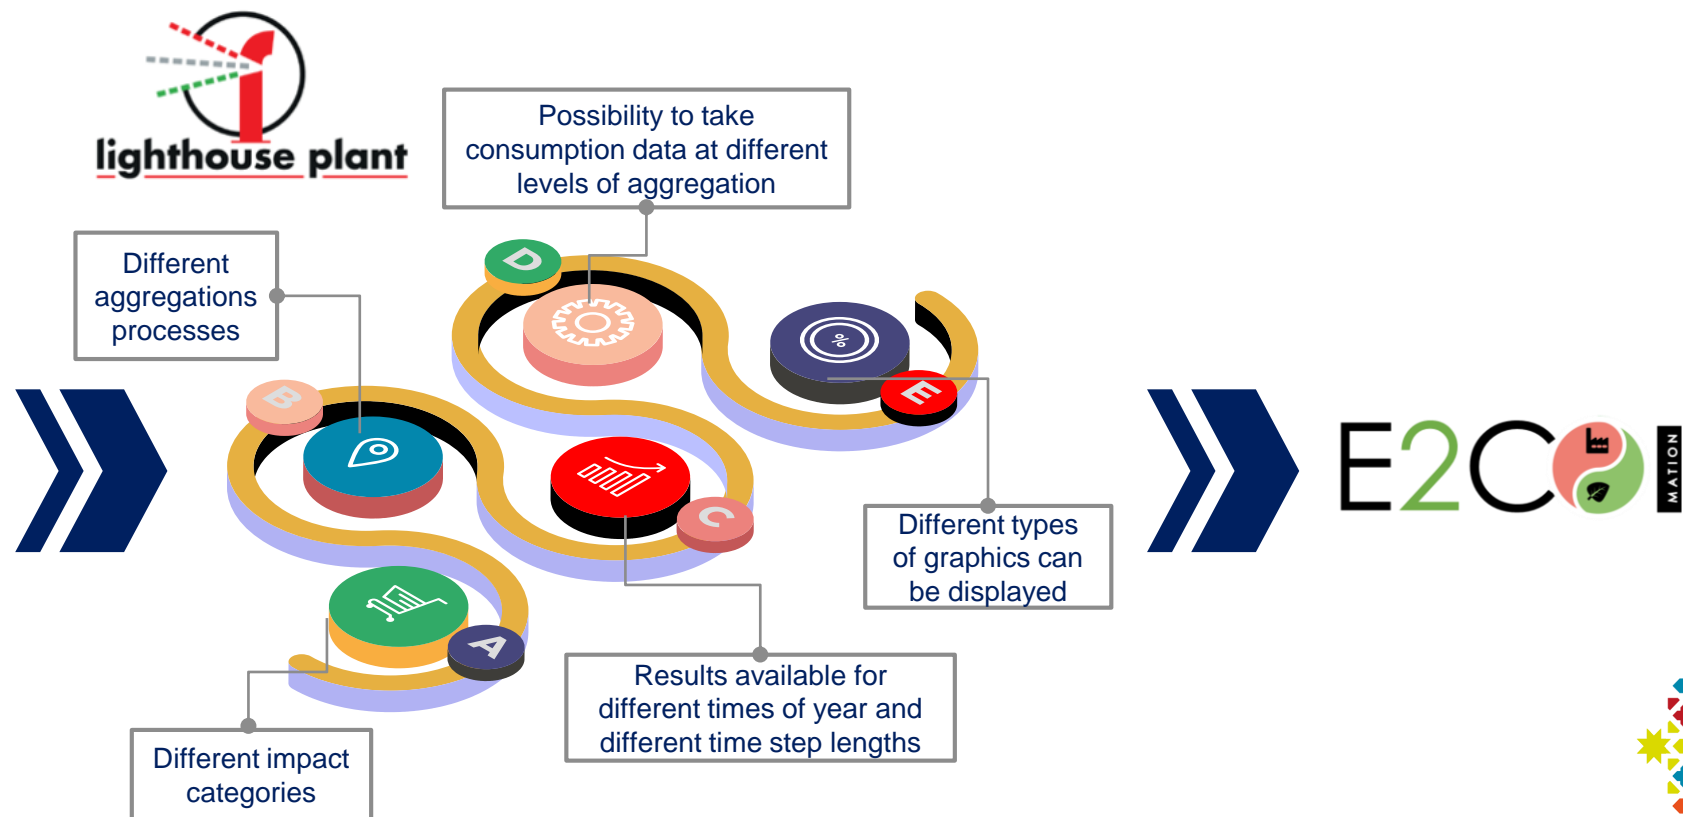 lighthouse plant
Possibility to take
consumption data at different
levels of aggregation
Different
aggregations
processes
D
%
E
B
C
A
E2CO
MATION
Different types
of graphics can
be displayed
Results available for
different times of year and
different time step lengths
Different impact
categories